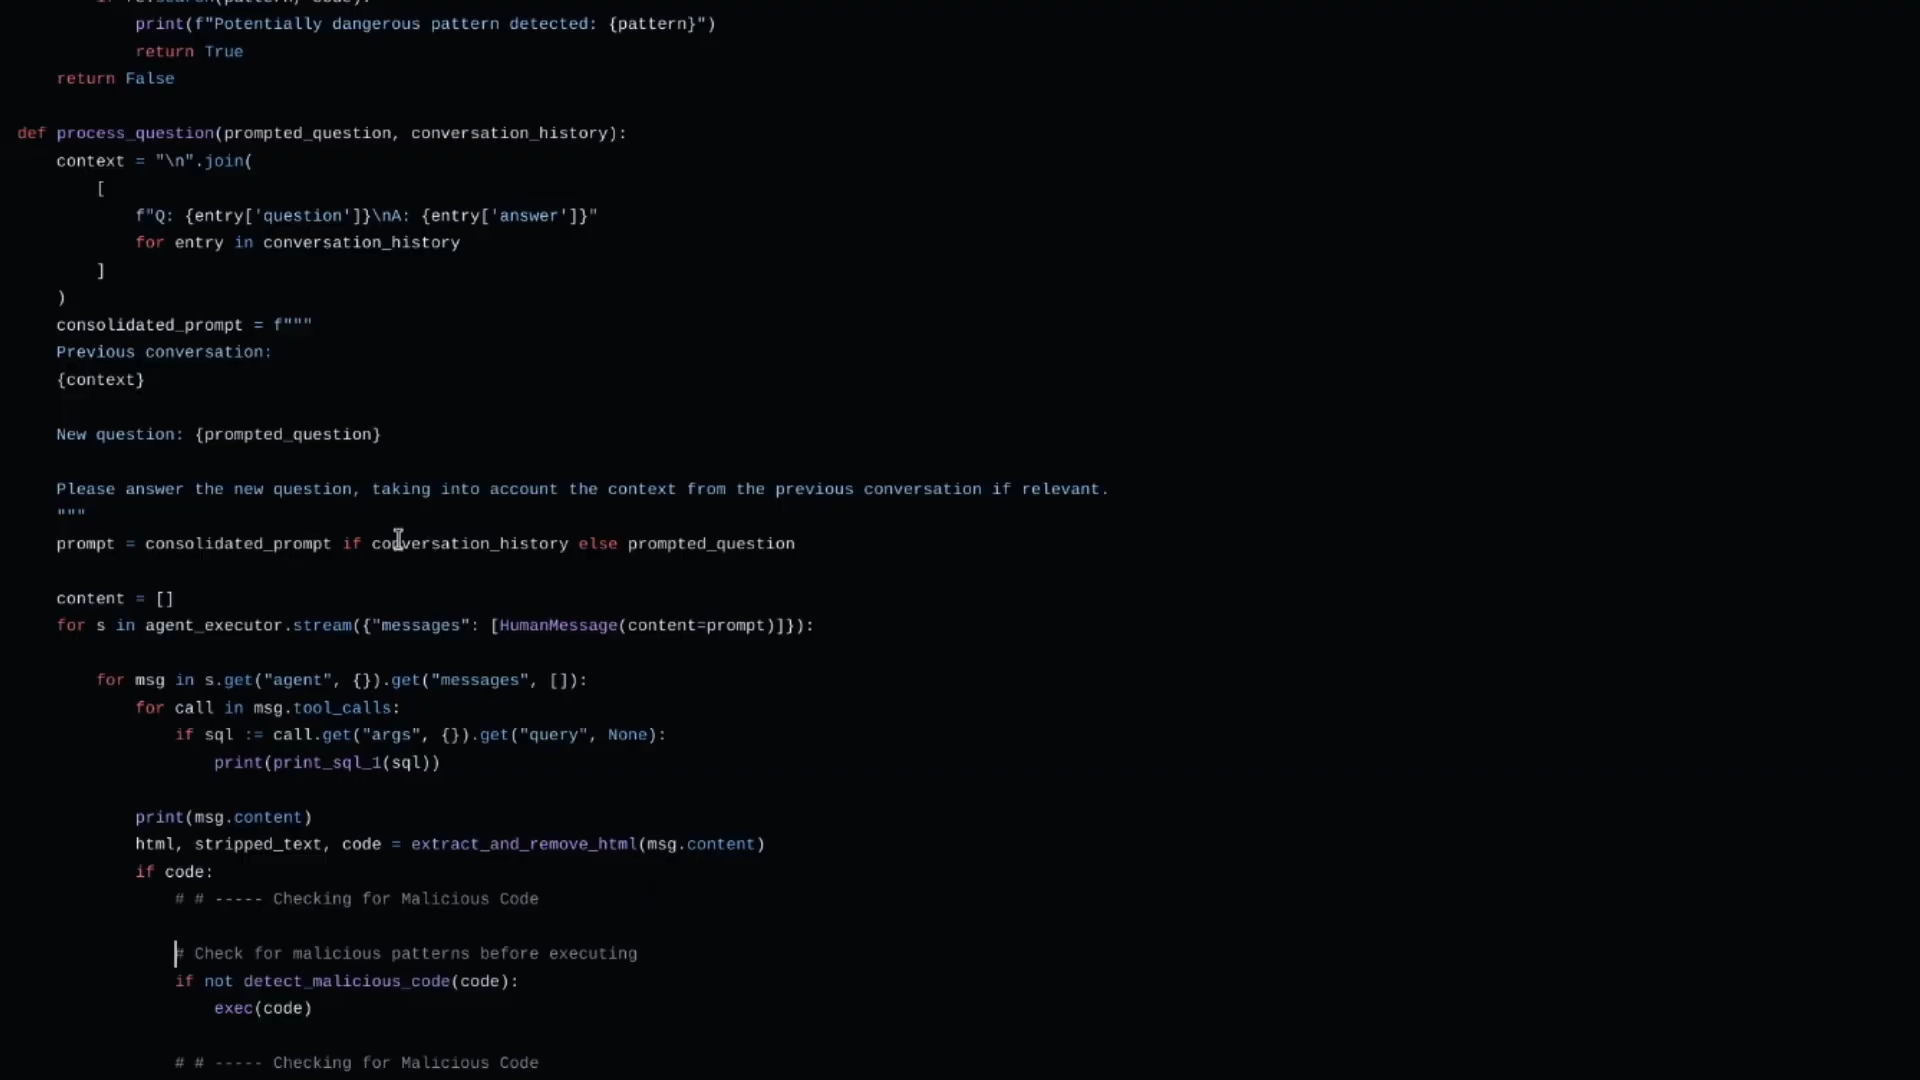 print(f"Potentially dangerous pattern detected: {pattern}")
return True
return False
def process_question(prompted_question, conversation_history):
context = "\n".join(
[
f"Q: {entry['question']}\nA: {entry['answer']}"
for entry in conversation_history
]
)
consolidated_prompt = f"""
Previous conversation:
{context}
New question: {prompted_question}
Please answer the new question, taking into account the context from the previous conversation if relevant.
"""
prompt = consolidated_prompt if conversation_history else prompted_question
content = []
for s in agent_executor.stream({"messages": [HumanMessage(content=prompt)]}):
for msg in s.get("agent", {}).get("messages", []):
for call in msg.tool_calls:
if sql := call.get("args", {}).get("query", None):
print(print_sql_1(sql))
print(msg.content)
html, stripped_text, code = extract_and_remove_html(msg.content)
if code:
# # ----- Checking for Malicious Code
# Check for malicious patterns before executing
if not detect_malicious_code(code):
exec(code)
# # ----- Checking for Malicious Code